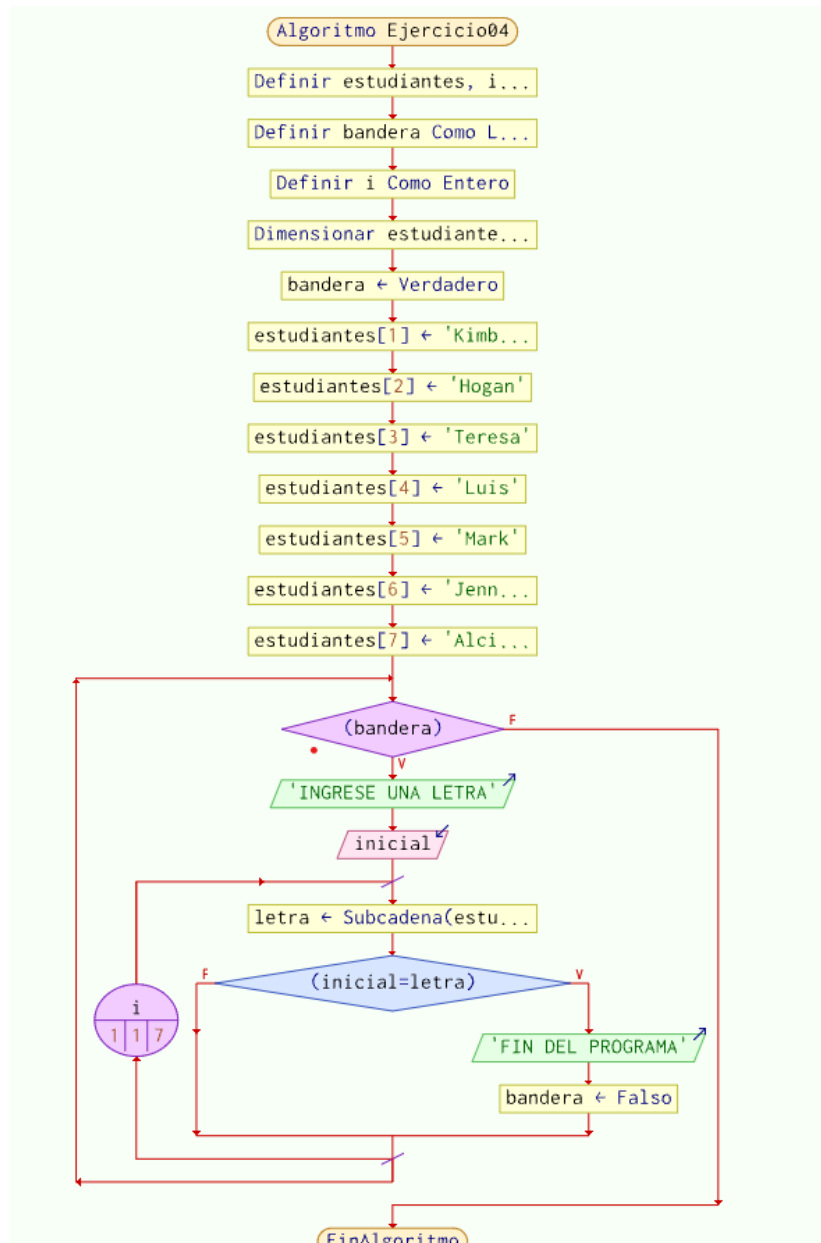 Algoritmo Ejercicio04
Definir estudiantes, i...
Definir bandera Como L...
Definir i Como Entero
Dimensionar estudiante...
bandera ← Verdadero
estudiantes[1] ← 'Kimb...
estudiantes[2] ← 'Hogan'
estudiantes[3] ← 'Teresa'
estudiantes[4] ← 'Luis'
estudiantes[5] ← 'Mark'
estudiantes[6] ← 'Jenn...
estudiantes[7] ← 'Alci...
(bandera)
F
V
'INGRESE UNA LETRA'
inicial
letra ← Subcadena(estu...
F
(inicial=letra)
V
i
1 1 7
'FIN DEL PROGRAMA'
bandera ← Falso
FinAlgoritmo